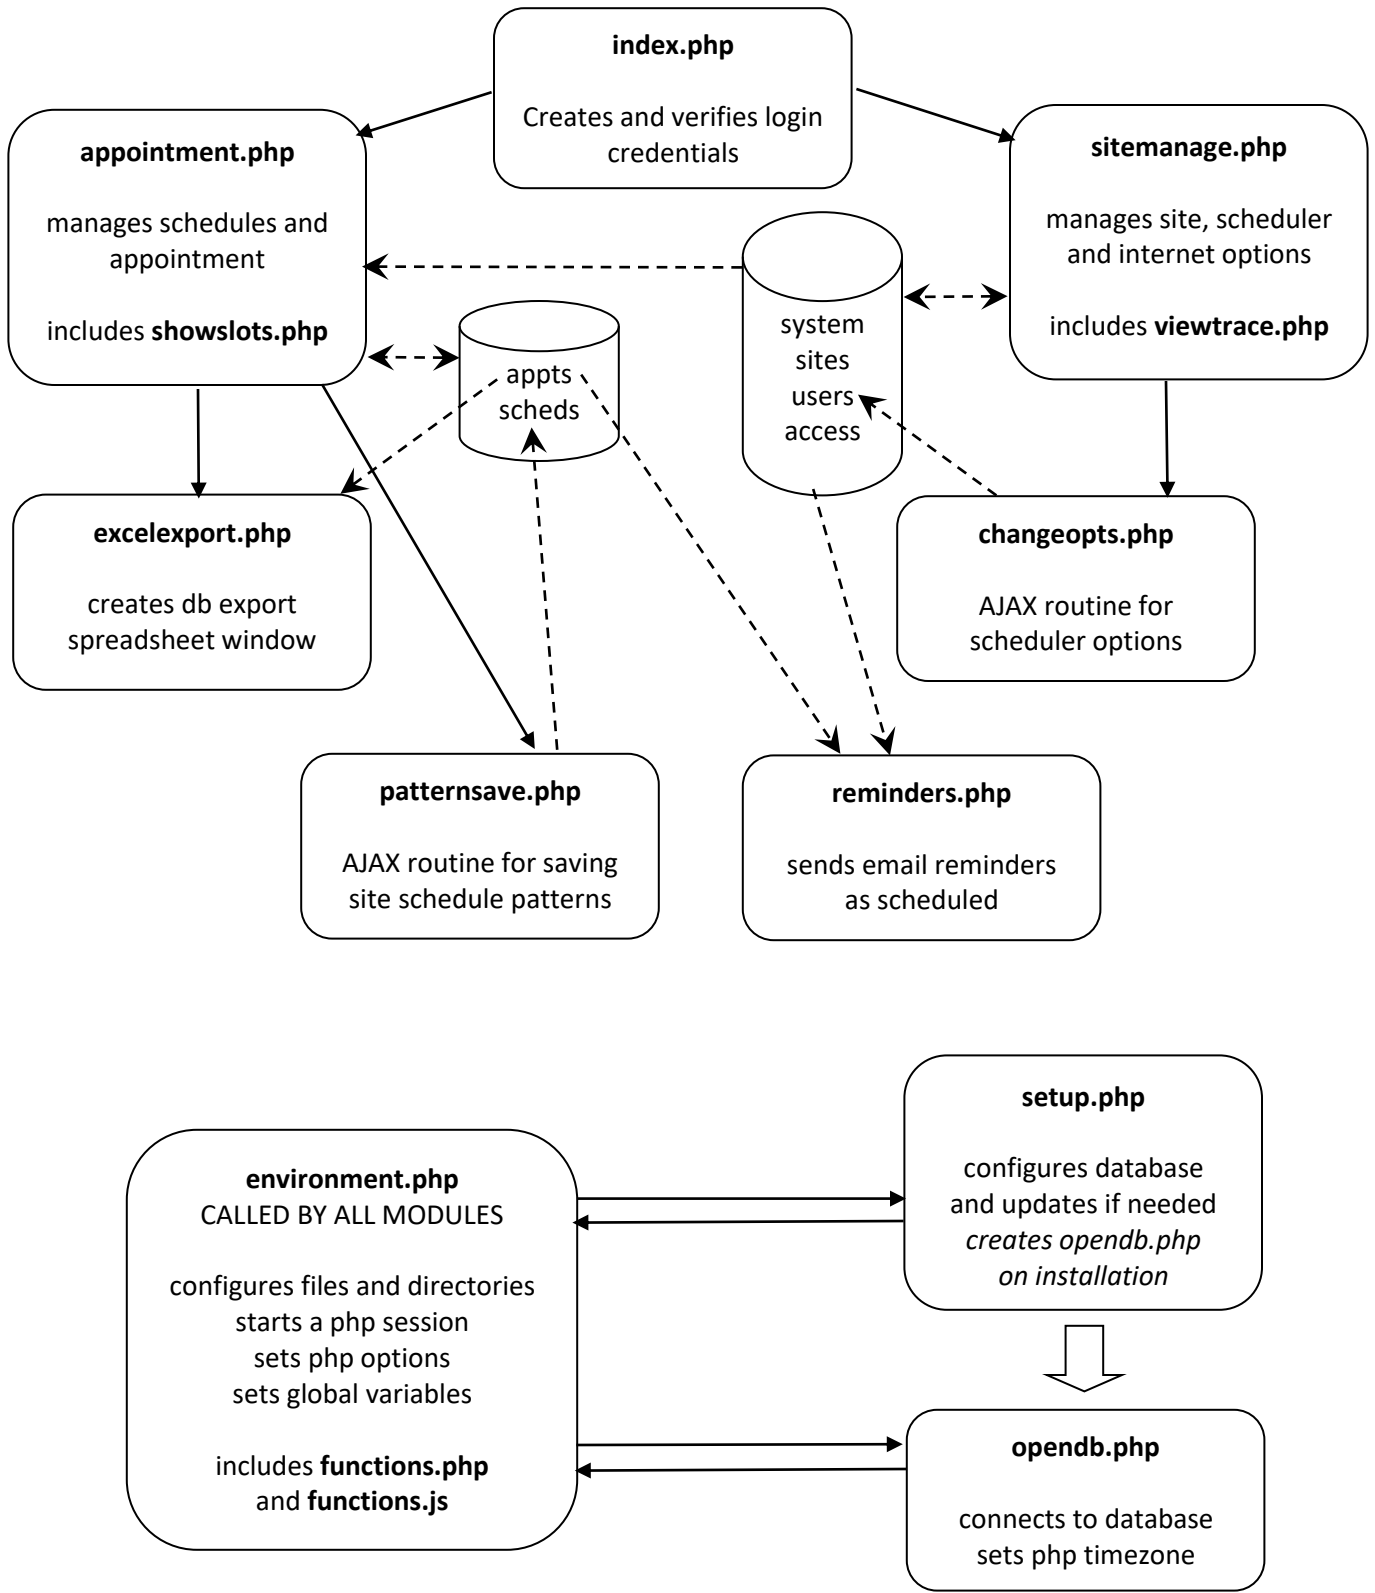 index.php
Creates and verifies login
credentials
appointment.php
manages schedules and
appointment
includes showslots.php
sitemanage.php
manages site, scheduler
and internet options
includes viewtrace.php
appts
scheds
system
sites
users
access
excelexport.php
creates db export
spreadsheet window
changeopts.php
AJAX routine for
scheduler options
patternsave.php
AJAX routine for saving
site schedule patterns
reminders.php
sends email reminders
as scheduled
environment.php
CALLED BY ALL MODULES
configures files and directories
starts a php session
sets php options
sets global variables
includes functions.php
and functions.js
setup.php
configures database
and updates if needed
creates opendb.php
on installation
opendb.php
connects to database
sets php timezone